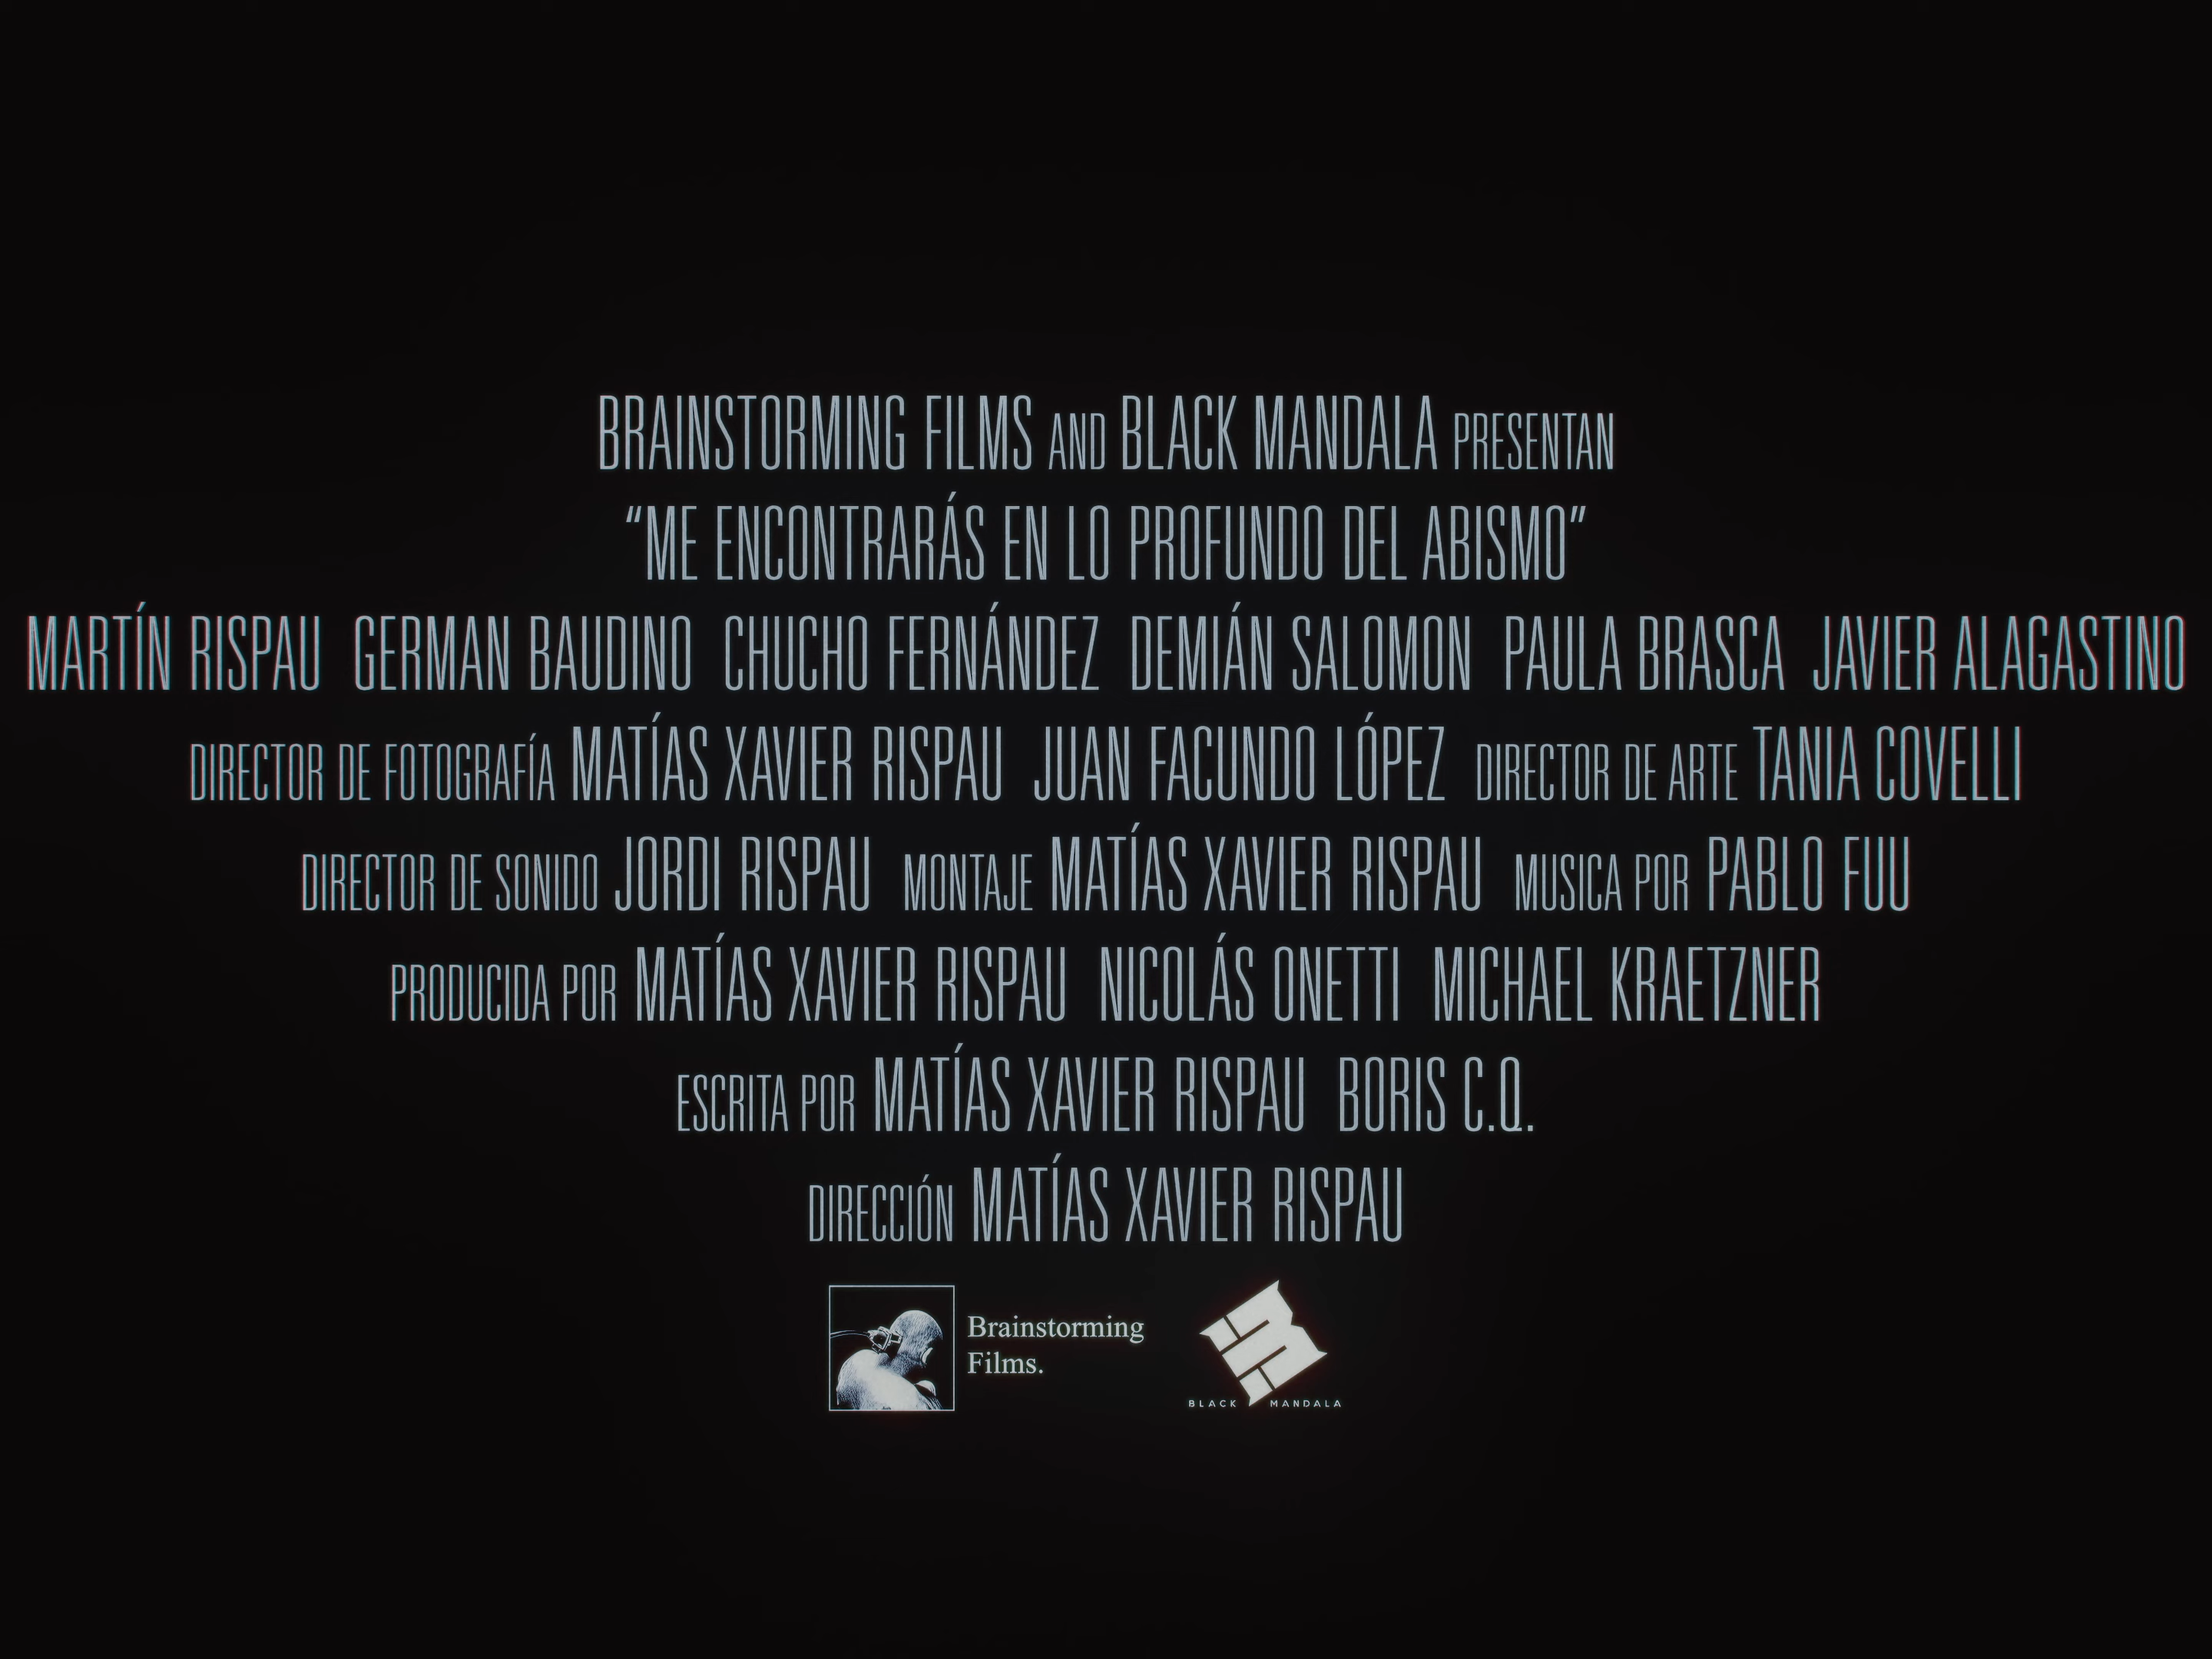 BRAINSTORMING FILMS AND BLACK MANDALA PRESENTAN
“ME ENCONTRARÁS EN LO PROFUNDO DEL ABISMO”
MARTÍN RISPAU GERMAN BAUDINO CHUCHO FERNÁNDEZ DEMIÁN SALOMON PAULA BRASCA JAVIER ALAGASTINO
DIRECTOR DE FOTOGRAFÍA MATÍAS XAVIER RISPAU JUAN FACUNDO LÓPEZ DIRECTOR DE ARTE TANIA COVELLI
DIRECTOR DE SONIDO JORDI RISPAU MONTAJE MATÍAS XAVIER RISPAU MUSICA POR PABLO FUU
PRODUCIDA POR MATÍAS XAVIER RISPAU NICOLÁS ONETTI MICHAEL KRAETZNER
ESCRITA POR MATÍAS XAVIER RISPAU BORIS C.Q.
DIRECCIÓN MATÍAS XAVIER RISPAU
Brainstorming
Films.
BLACK MANDALA